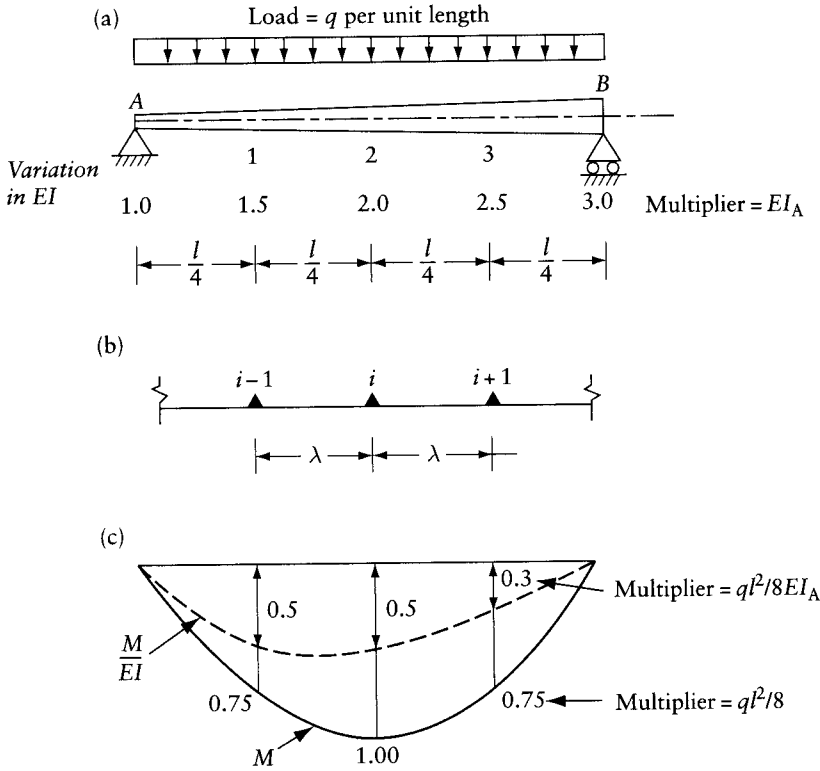 (a)
Load = q per unit length
A
B
1 2 3
Variation
in EI
1.0 1.5 2.0 2.5 3.0 Multiplier = EI_A
l/4 l/4 l/4 l/4
(b)
i−1 i i+1
λ λ
(c)
0.5 0.5 0.3 Multiplier = ql²/8EI_A
M/EI
0.75 0.75 Multiplier = ql²/8
M 1.00